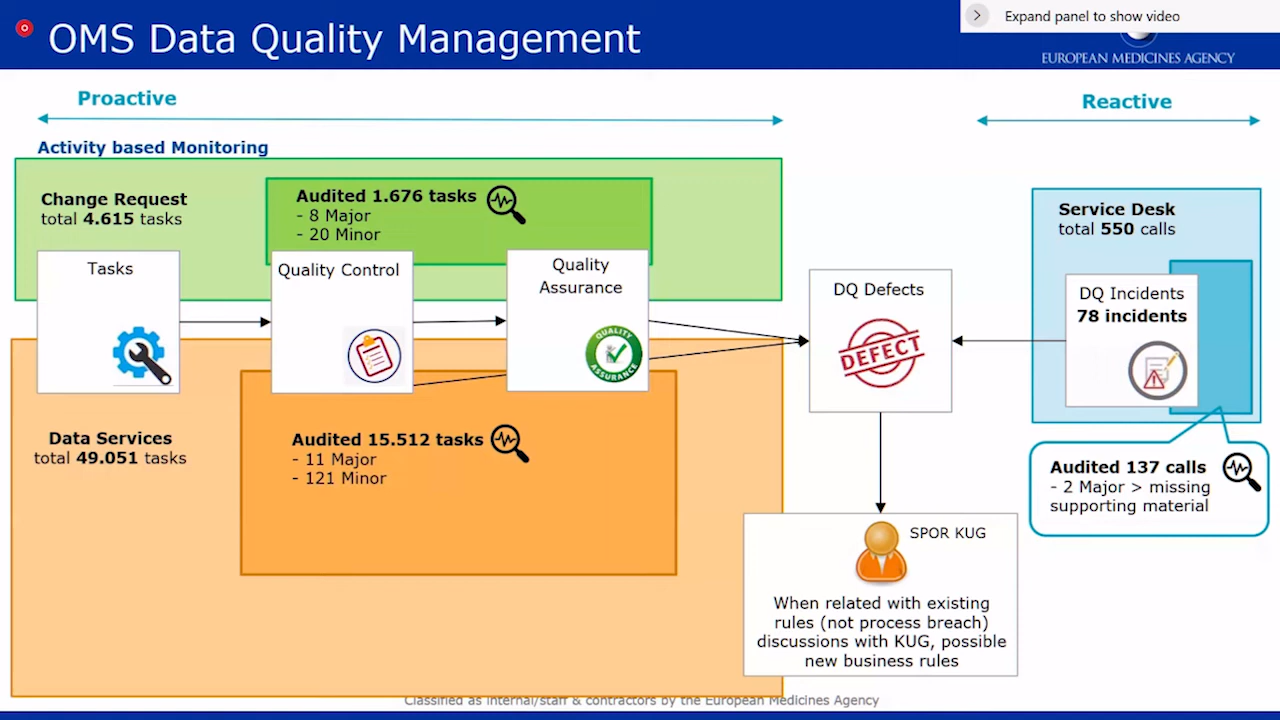 OMS Data Quality Management
Expand panel to show video
EUROPEAN MEDICINES AGENCY
Proactive
Reactive
Activity based Monitoring
Change Request
total 4.615 tasks
Audited 1.676 tasks
- 8 Major
- 20 Minor
Service Desk
total 550 calls
Tasks
Quality Control
Quality
Assurance
QUALITY
ASSURANCE
DQ Defects
DEFECT
DQ Incidents
78 incidents
Data Services
total 49.051 tasks
Audited 15.512 tasks
- 11 Major
- 121 Minor
Audited 137 calls
- 2 Major > missing
supporting material
SPOR KUG
When related with existing
rules (not process breach)
discussions with KUG, possible
new business rules
Classified as internal/staff & contractors by the European Medicines Agency